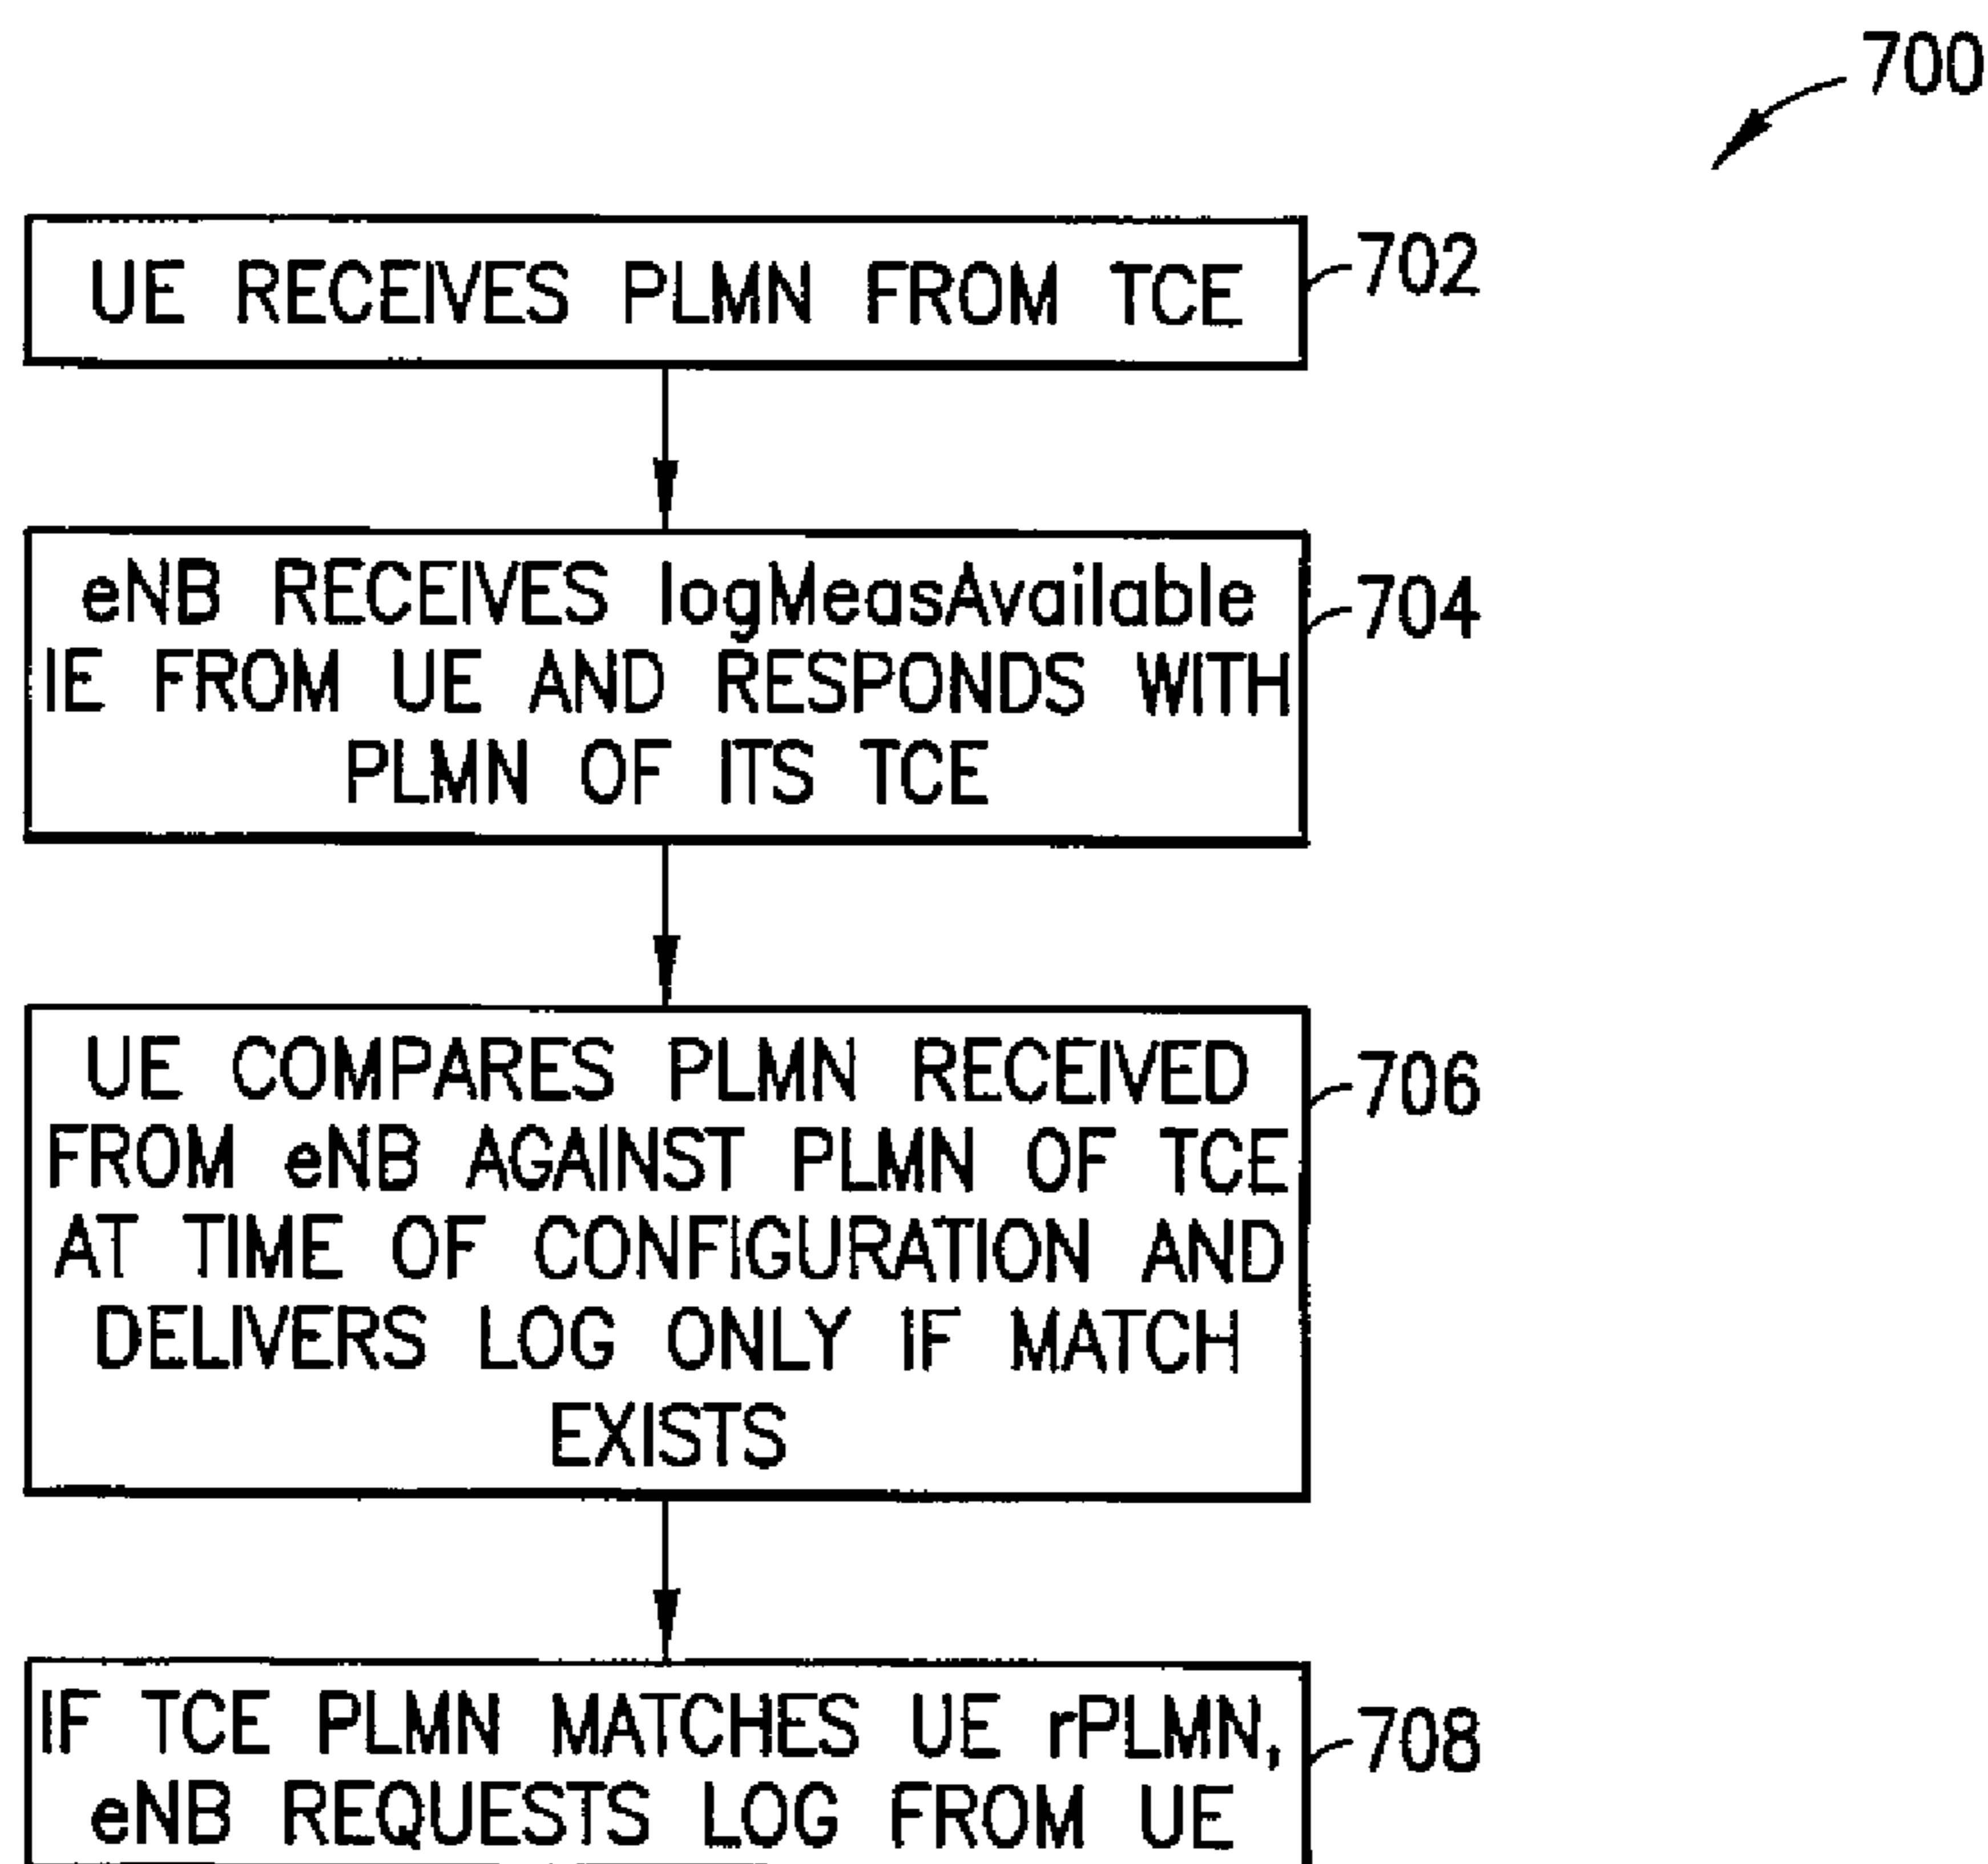 700
UE RECEIVES PLMN FROM TCE
702
eNB RECEIVES logMeasAvailable
IE FROM UE AND RESPONDS WITH
PLMN OF ITS TCE
704
UE COMPARES PLMN RECEIVED
FROM eNB AGAINST PLMN OF TCE
AT TIME OF CONFIGURATION AND
DELIVERS LOG ONLY IF MATCH
EXISTS
706
IF TCE PLMN MATCHES UE rPLMN,
eNB REQUESTS LOG FROM UE
708